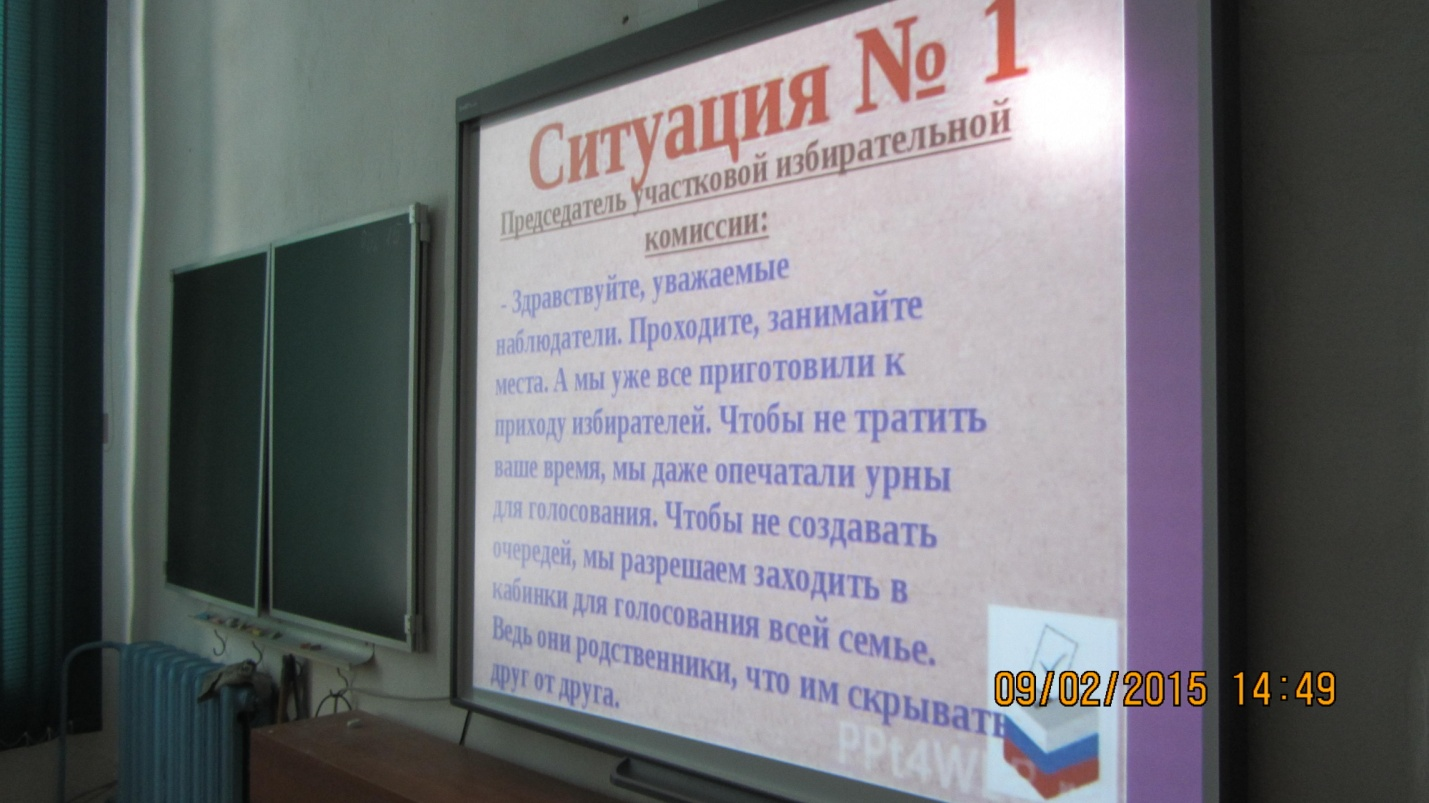 Ситуация № 1
Председатель участковой избирательной
комиссии:
- Здравствуйте, уважаемые
наблюдатели. Проходите, занимайте
места. А мы уже все приготовили к
приходу избирателей. Чтобы не тратить
ваше время, мы даже опечатали урны
для голосования. Чтобы не создавать
очередей, мы разрешаем заходить в
кабинки для голосования всей семье.
Ведь они родственники, что им скрывать
друг от друга.
09/02/2015 14:49